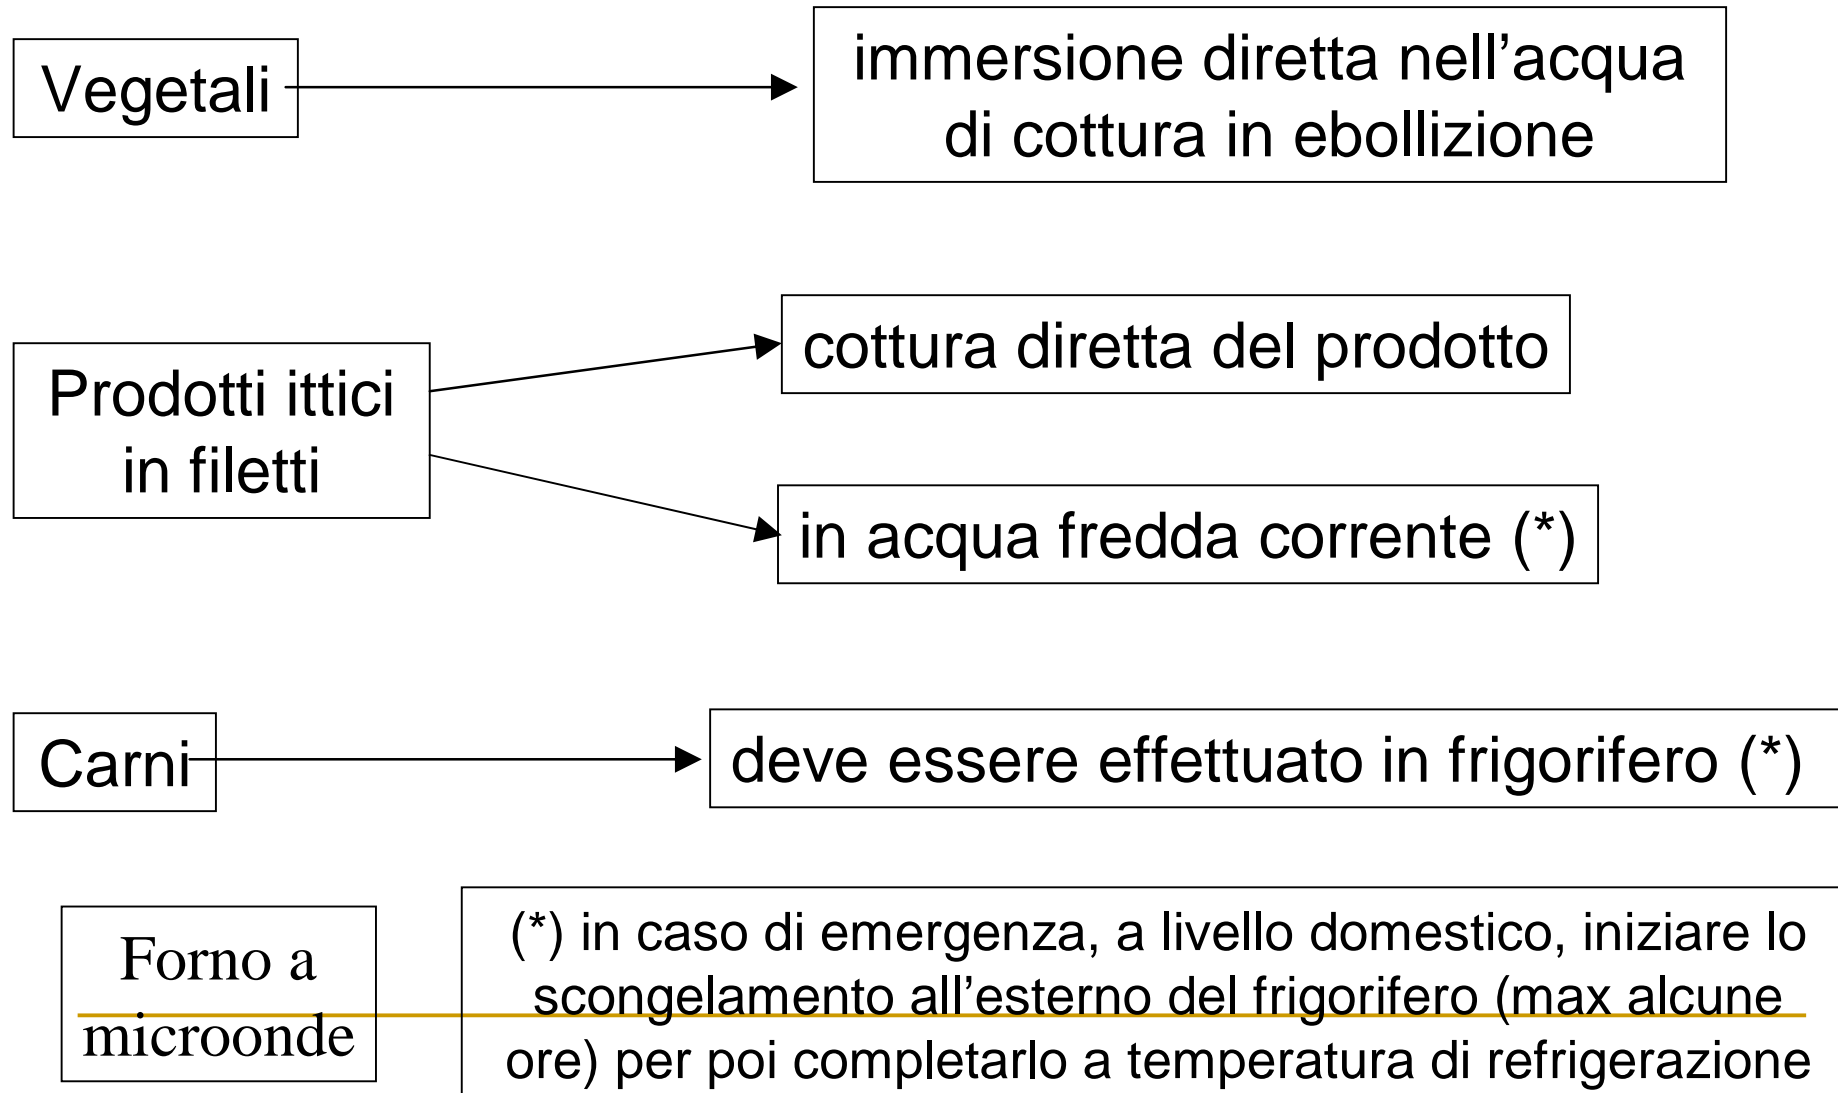 Vegetali
immersione diretta nell’acqua
di cottura in ebollizione
Prodotti ittici
in filetti
cottura diretta del prodotto
in acqua fredda corrente (*)
Carni
deve essere effettuato in frigorifero (*)
Forno a
microonde
(*) in caso di emergenza, a livello domestico, iniziare lo
scongelamento all’esterno del frigorifero (max alcune
ore) per poi completarlo a temperatura di refrigerazione